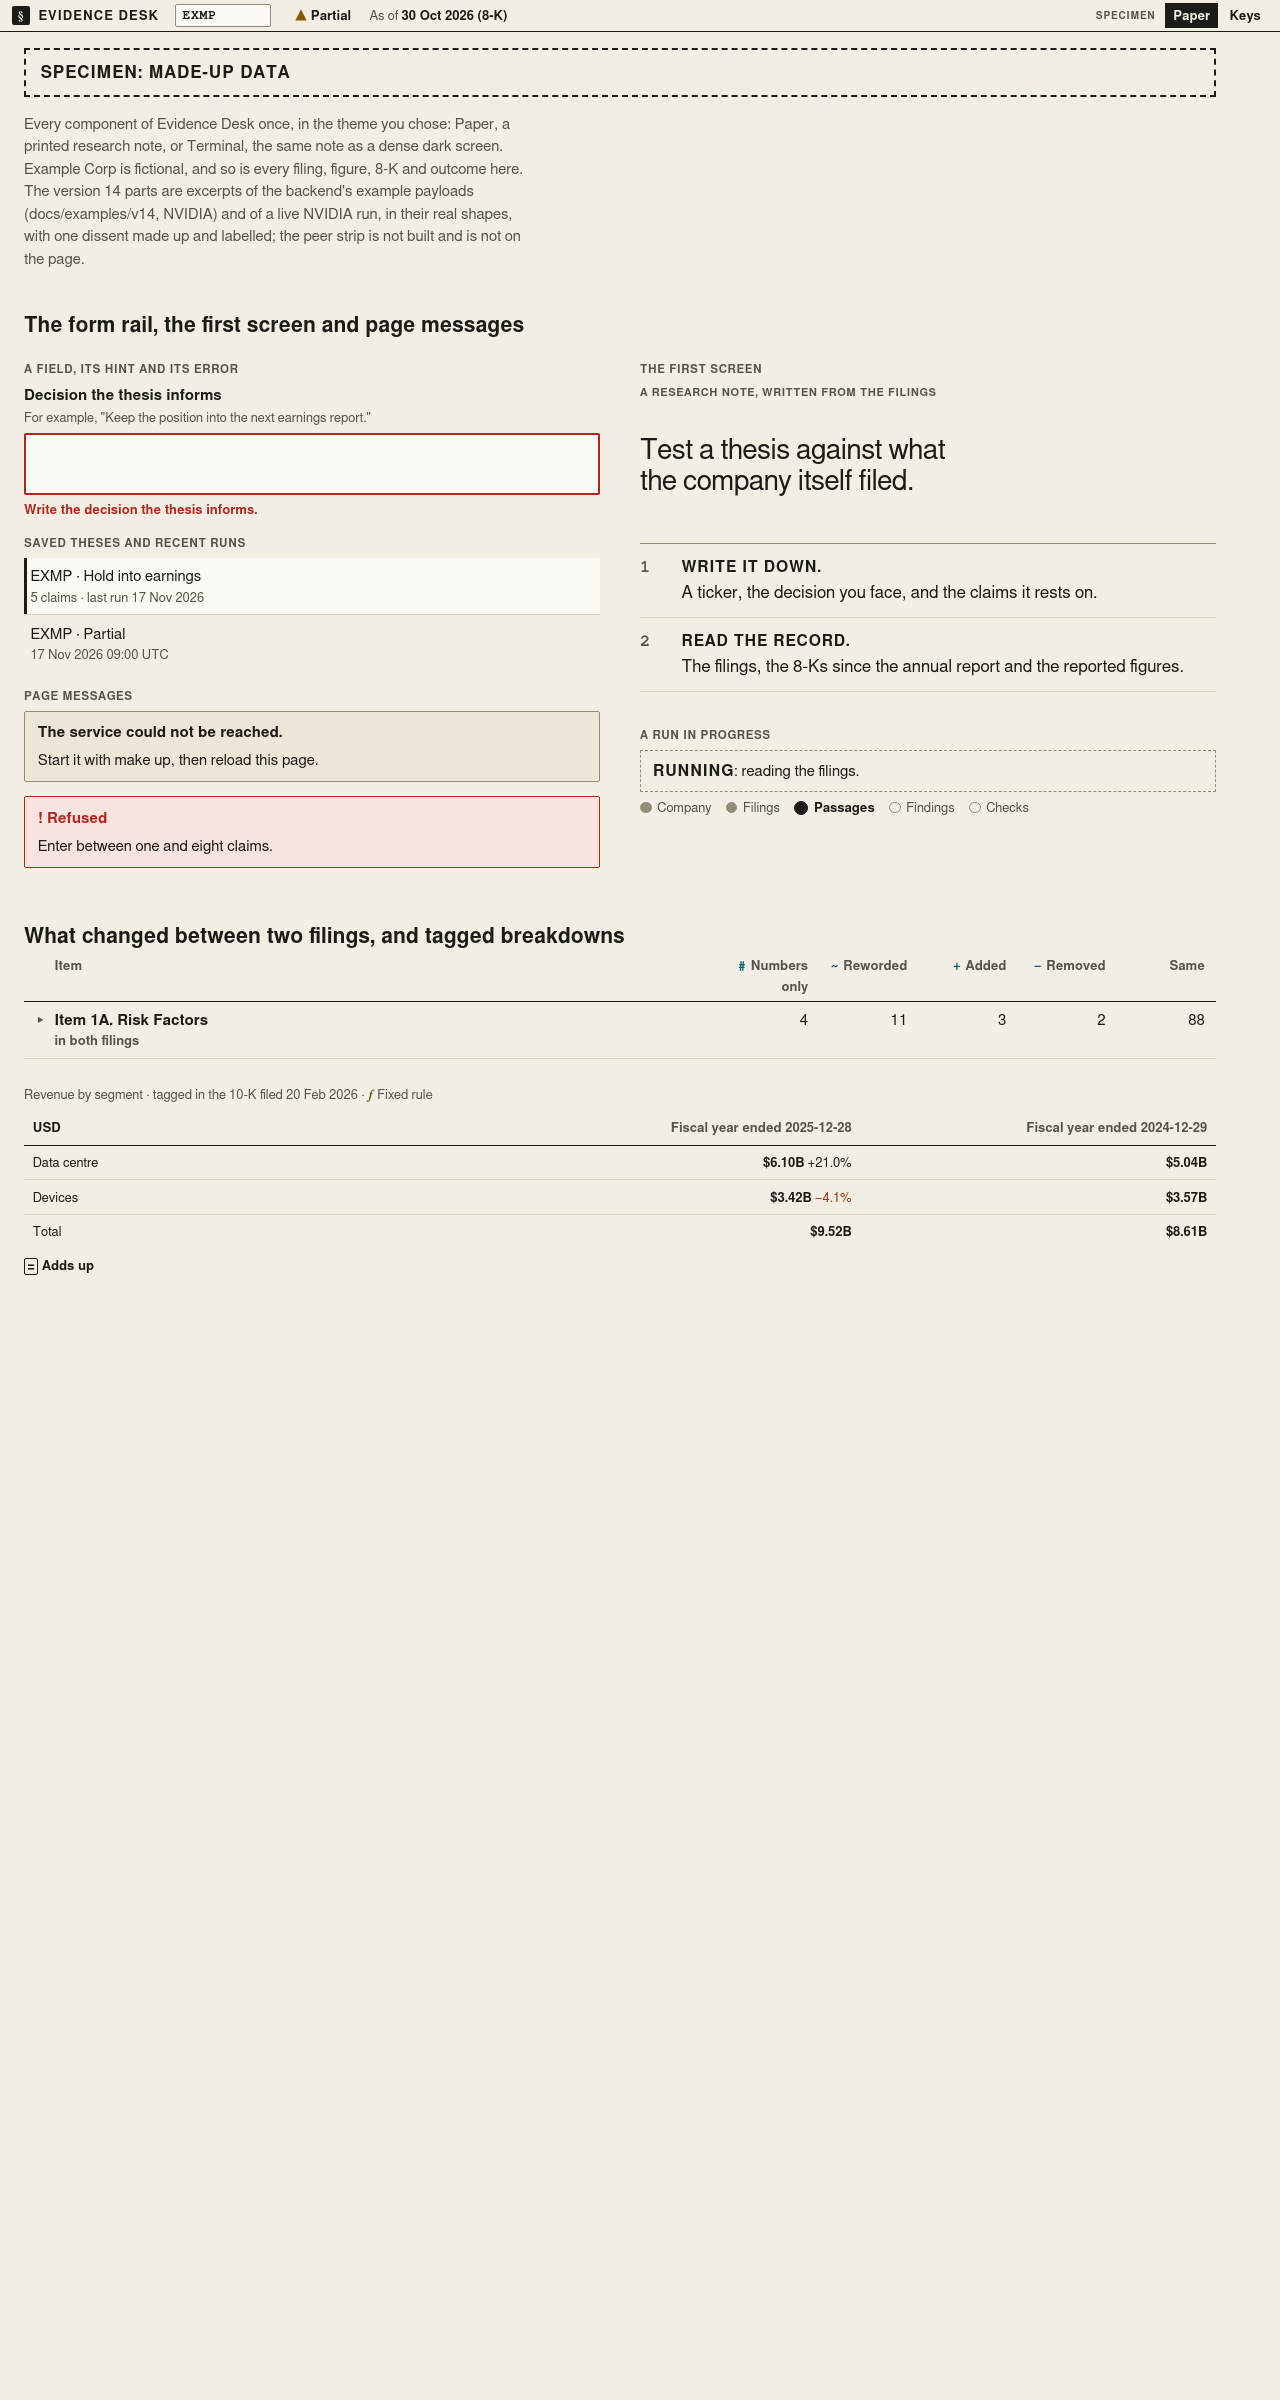 § EVIDENCE DESK EXMP ▲ Partial As of 30 Oct 2026 (8-K) SPECIMEN Paper Keys
SPECIMEN: MADE-UP DATA
Every component of Evidence Desk once, in the theme you chose: Paper, a
printed research note, or Terminal, the same note as a dense dark screen.
Example Corp is fictional, and so is every filing, figure, 8-K and outcome here.
The version 14 parts are excerpts of the backend's example payloads
(docs/examples/v14, NVIDIA) and of a live NVIDIA run, in their real shapes,
with one dissent made up and labelled; the peer strip is not built and is not on
the page.
The form rail, the first screen and page messages
A FIELD, ITS HINT AND ITS ERROR
Decision the thesis informs
For example, "Keep the position into the next earnings report."
Write the decision the thesis informs.
SAVED THESES AND RECENT RUNS
EXMP · Hold into earnings
5 claims · last run 17 Nov 2026
EXMP · Partial
17 Nov 2026 09:00 UTC
PAGE MESSAGES
The service could not be reached.
Start it with make up, then reload this page.
! Refused
Enter between one and eight claims.
THE FIRST SCREEN
A RESEARCH NOTE, WRITTEN FROM THE FILINGS
Test a thesis against what
the company itself filed.
1 WRITE IT DOWN.
A ticker, the decision you face, and the claims it rests on.
2 READ THE RECORD.
The filings, the 8-Ks since the annual report and the reported figures.
A RUN IN PROGRESS
RUNNING: reading the filings.
Company Filings Passages Findings Checks
What changed between two filings, and tagged breakdowns
Item # Numbers only ~ Reworded + Added − Removed Same
▸ Item 1A. Risk Factors 4 11 3 2 88
in both filings
Revenue by segment · tagged in the 10-K filed 20 Feb 2026 · ƒ Fixed rule
USD Fiscal year ended 2025-12-28 Fiscal year ended 2024-12-29
Data centre $6.10B +21.0% $5.04B
Devices $3.42B −4.1% $3.57B
Total $9.52B $8.61B
= Adds up